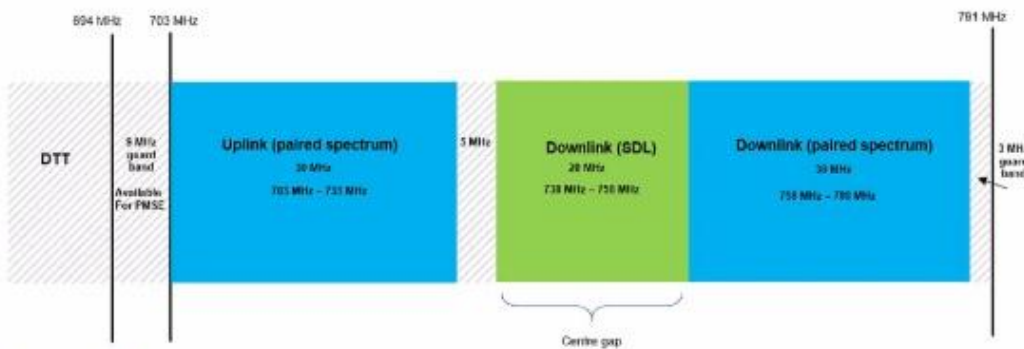 694 MHz
703 MHz
791 MHz
DTT
9 MHz
guard
band
Available
For PMSE
Uplink (paired spectrum)
30 MHz
703 MHz – 733 MHz
5 MHz
Downlink (SDL)
20 MHz
738 MHz – 758 MHz
Downlink (paired spectrum)
30 MHz
758 MHz – 788 MHz
3 MHz
guard
band
Centre gap